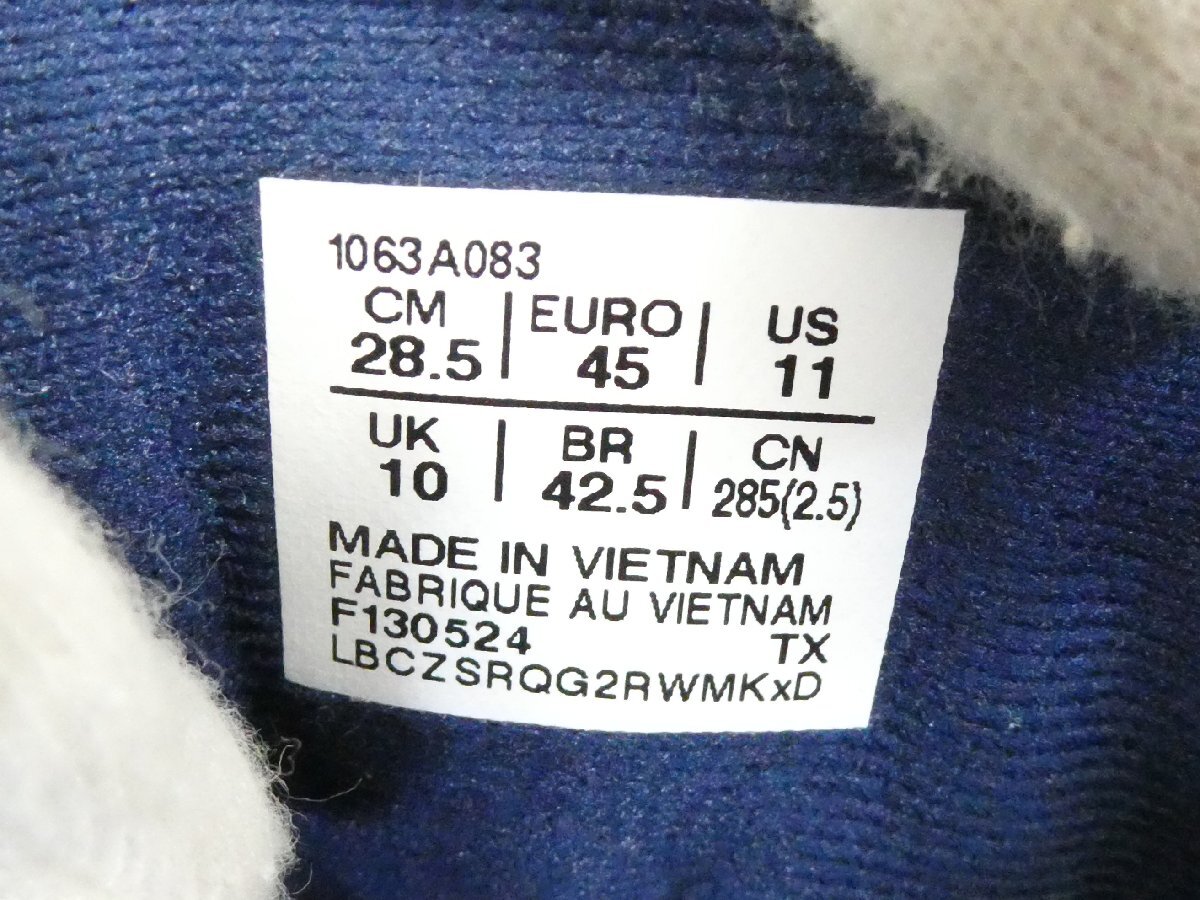 1063A083
CM | EURO | US
28.5 | 45 | 11
UK | BR | CN
10 | 42.5 | 285(2.5)
MADE IN VIETNAM
FABRIQUE AU VIETNAM
F130524 TX
LBCZSRQG2RWMKxD